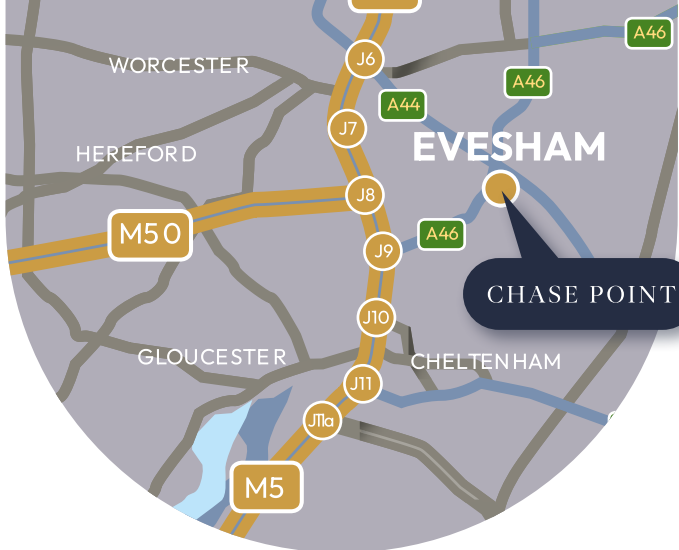 A46
J6
WORCESTER
A46
A44
J7
EVESHAM
HEREFORD
J8
M50
A46
J9
CHASE POINT
J10
GLOUCESTER
CHELTENHAM
J11
J11a
M5